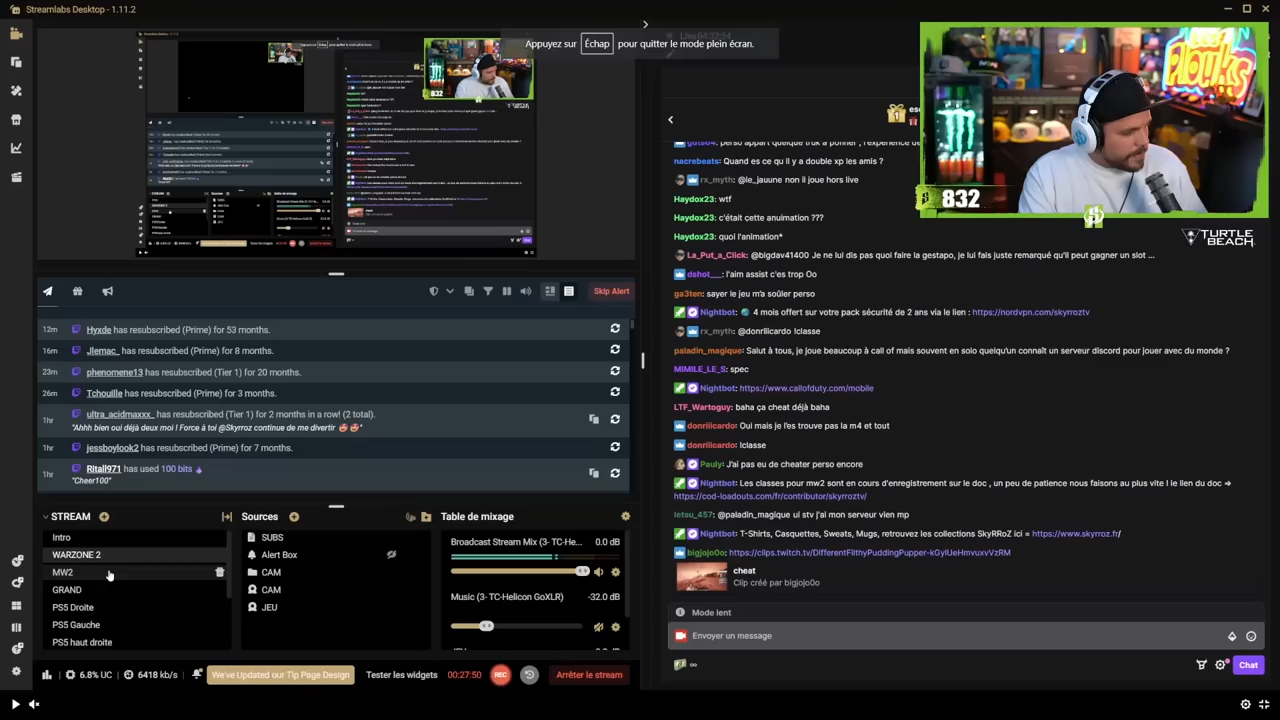 Streamlabs Desktop - 1.11.2
Appuyez sur Échap pour quitter le mode plein écran.
832
TURTLE BEACH
Skip Alert
12m Hyxde has resubscribed (Prime) for 53 months.
16m Jlemac_ has resubscribed (Prime) for 8 months.
23m phenomene13 has resubscribed (Tier 1) for 20 months.
26m Tchouille has resubscribed (Prime) for 3 months.
1hr ultra_acidmaxxx_ has resubscribed (Tier 1) for 2 months in a row! (2 total).
"Ahhh bien oui déjà deux moi ! Force à toi @Skyrroz continue de me divertir 🥰🥰"
1hr jessboylook2 has resubscribed (Prime) for 7 months.
1hr Ritall971 has used 100 bits
"Cheer100"
STREAM
Intro
WARZONE 2
MW2
GRAND
PS5 Droite
PS5 Gauche
PS5 haut droite
Sources
SUBS
Alert Box
CAM
CAM
JEU
Table de mixage
Broadcast Stream Mix (3- TC-He... 0.0 dB
Music (3- TC-Helicon GoXLR) -32.0 dB
6.8% UC 6418 kb/s We've Updated our Tip Page Design Tester les widgets 00:27:50 REC Arrêter le stream
nacrebeats: Quand es ce qu il y a double xp les amis ?
rx_myth: @le_jauune rune joue hors live
Haydox23: wtf
Haydox23: c'était cette anuimation ???
Haydox23: quoi l'animation*
La_Put_a_Click: @bigdav41400 Je ne lui dis pas quoi faire la gestapo, je lui fais juste remarqué qu'il peut gagner un slot ...
dshot___: l'aim assist c'es trop Oo
ga3ten: sayer le jeu m'a soûler perso
Nightbot: 🌏 4 mois offert sur votre pack sécurité de 2 ans via le lien : https://nordvpn.com/skyrroztv
rx_myth: @donriilcardo !classe
paladin_magique: Salut à tous, je joue beaucoup à call of mais souvent en solo quelqu'un connaît un serveur discord pour jouer avec du monde ?
MIMILE_LE_S: spec
Nightbot: https://www.callofduty.com/mobile
LTF_Wartoguy: baha ça cheat déjà baha
donriilcardo: Oui mais je l'es trouve pas la m4 et tout
donriilcardo: !classe
Pauly: J'ai pas eu de cheater perso encore
Nightbot: Les classes pour mw2 sont en cours d'enregistrement sur le doc , un peu de patience nous faisons au plus vite ! le lien du doc ⇒
https://cod-loadouts.com/fr/contributor/skyrroztv/
letsu_457: @paladin_magique ui stv j'ai mon serveur vien mp
Nightbot: T-Shirts, Casquettes, Sweats, Mugs, retrouvez les collections SkyRRoZ ici = https://www.skyrroz.fr/
bigjojo0o: https://clips.twitch.tv/DifferentFilthyPuddingPupper-kGyIUeHmvuxvVzRM
cheat
Clip créé par bigjojo0o
Mode lent
Envoyer un message
∞
Chat